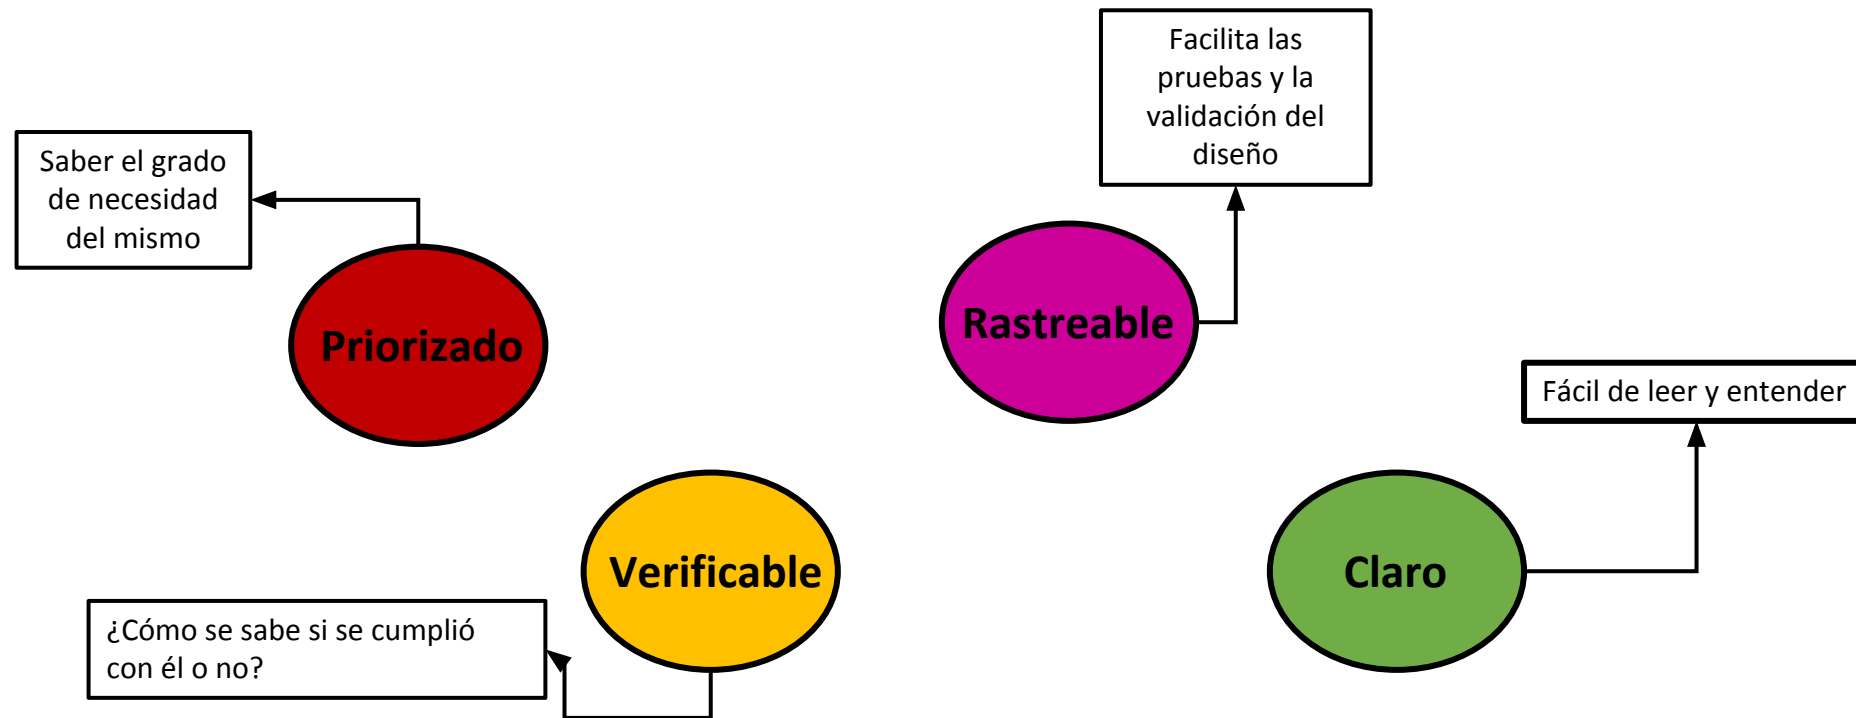 Saber el grado
de necesidad
del mismo
Priorizado
Facilita las
pruebas y la
validación del
diseño
Rastreable
Fácil de leer y entender
Claro
Verificable
¿Cómo se sabe si se cumplió
con él o no?